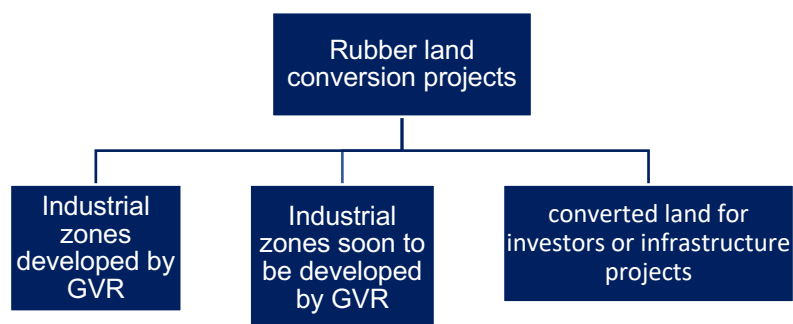 Rubber land
conversion projects
Industrial
zones
developed by
GVR
Industrial
zones soon to
be developed
by GVR
converted land for
investors or infrastructure
projects